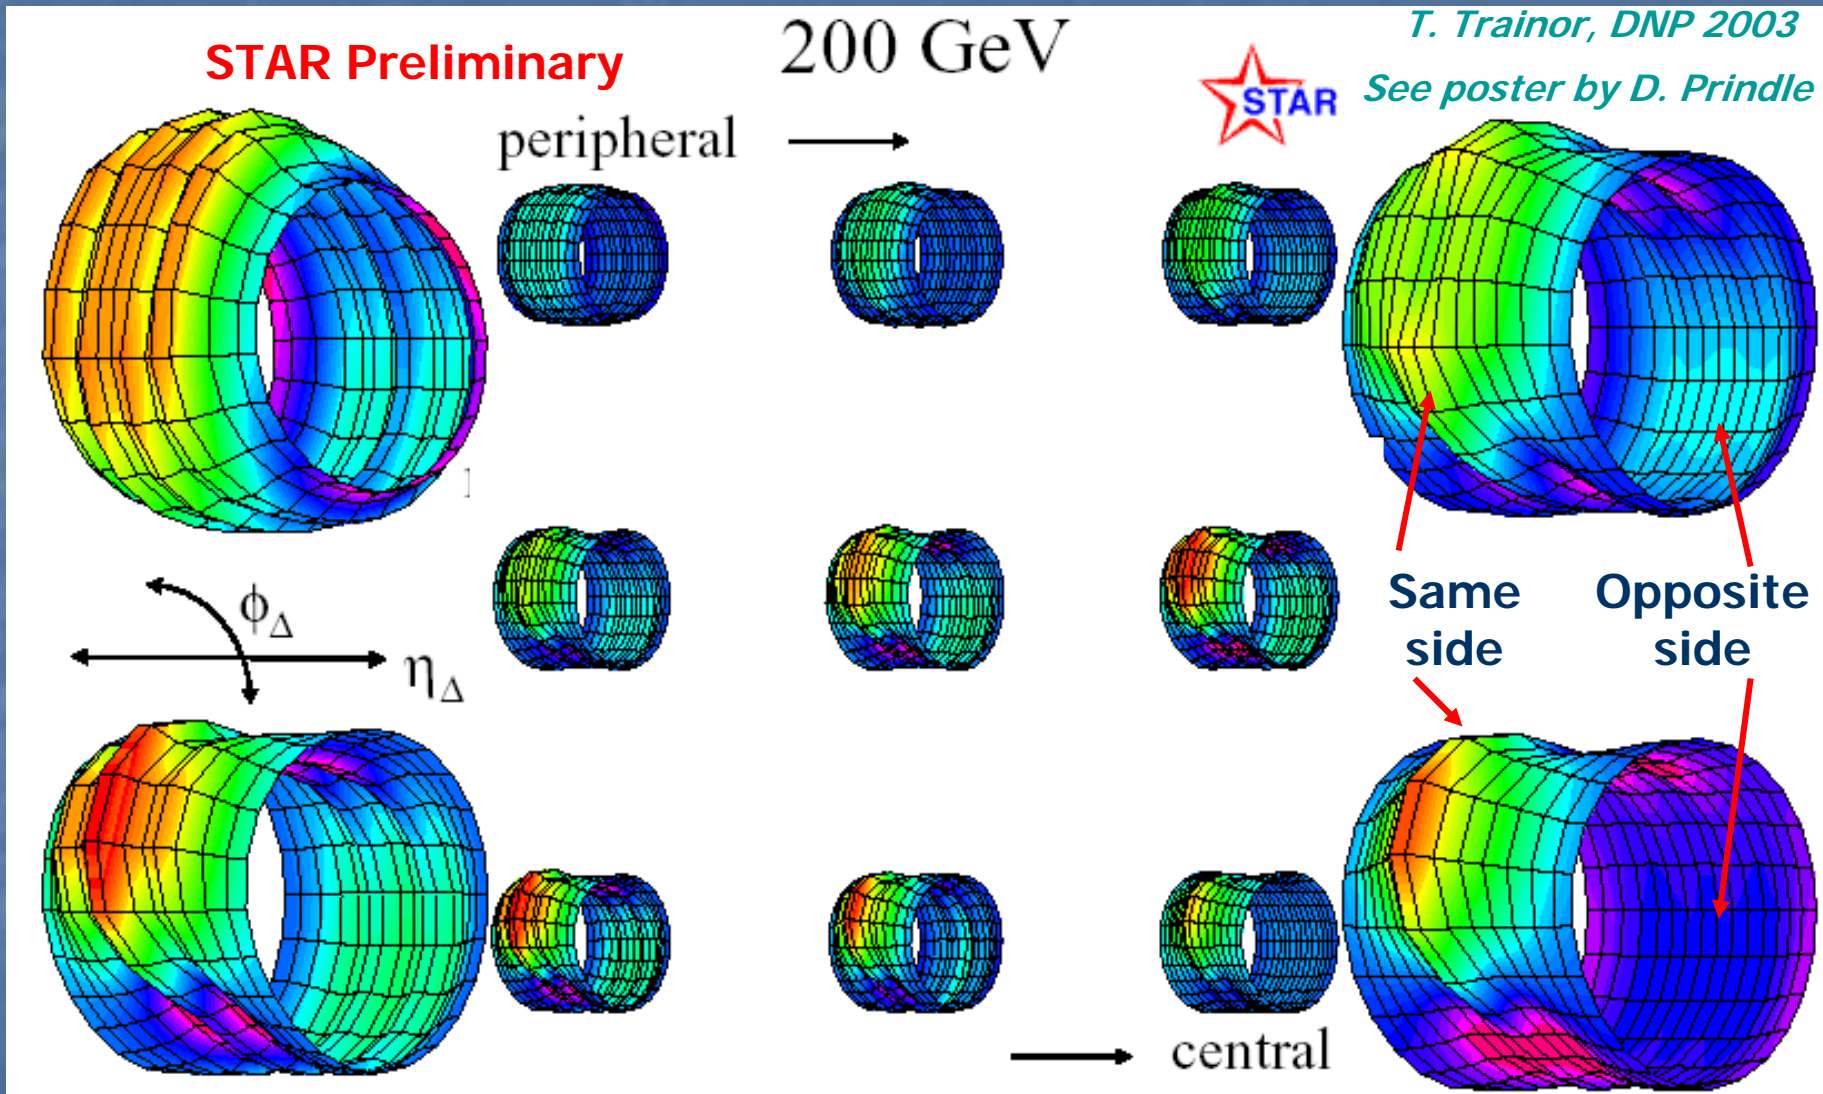 STAR Preliminary
200 GeV
T. Trainor, DNP 2003
See poster by D. Prindle
STAR
peripheral
Same side
Opposite side
ϕΔ
ηΔ
central